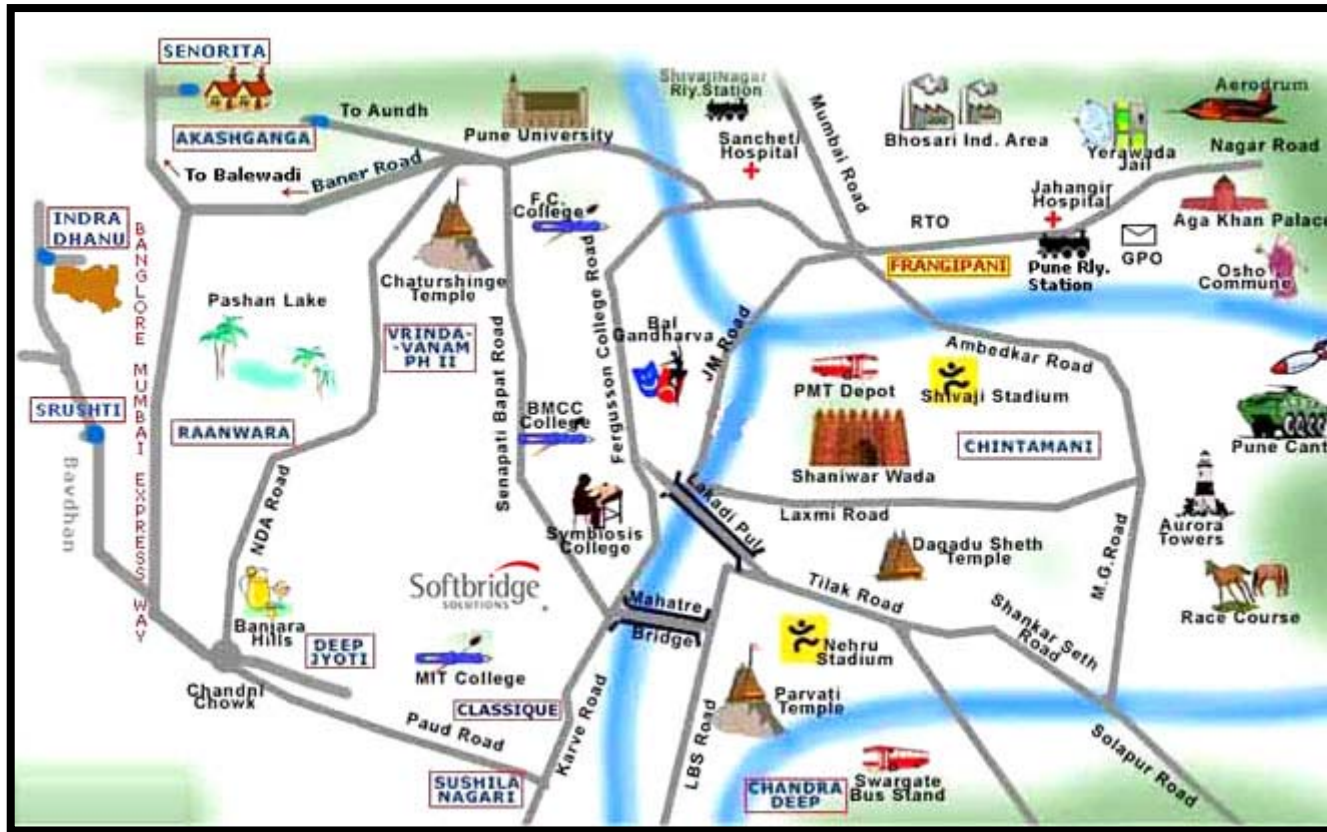 SENORITA
To Aundh
AKASHGANGA
To Balewadi
Baner Road
Pune University
ShivajiNagar
Rly.Station
Sanchet/
Hospital
Mumbai Road
Bhosari Ind. Area
Yerawada
Jail
Aerodrum
Nagar Road
Jahangir
Hospital
RTO
Aga Khan Palace
INDRA
DHANU
BANGLORE MUMBAI EXPRESS WAY
F.C.
College
FRANGIPANI
Pune Rly.
Station
GPO
Osho
Commune
Chaturshinge
Temple
Pashan Lake
VRINDA-
-VANAM
PH II
Senapati Bapat Road
Fergusson College Road
Bal
Gandharva
JM Road
Ambedkar Road
PMT Depot
Shivaji Stadium
SRUSHTI
RAANWARA
BMCC
College
CHINTAMANI
Pune Cant
Shaniwar Wada
Bavdhan
NDA Road
Lakadi Pul
Laxmi Road
Symbiosis
College
Dagadu Sheth
Temple
M.G.Road
Aurora
Towers
Softbridge
SOLUTIONS
Mahatre
Bridge
Tilak Road
Shankar Seth
Road
Race Course
Banjara
Hills
DEEP
JYOTI
MIT College
Nehru
Stadium
Chandni
Chowk
CLASSIQUE
Parvati
Temple
Paud Road
Karve Road
LBS Road
Solapur Road
SUSHILA
NAGARI
CHANDRA
DEEP
Swargate
Bus Stand